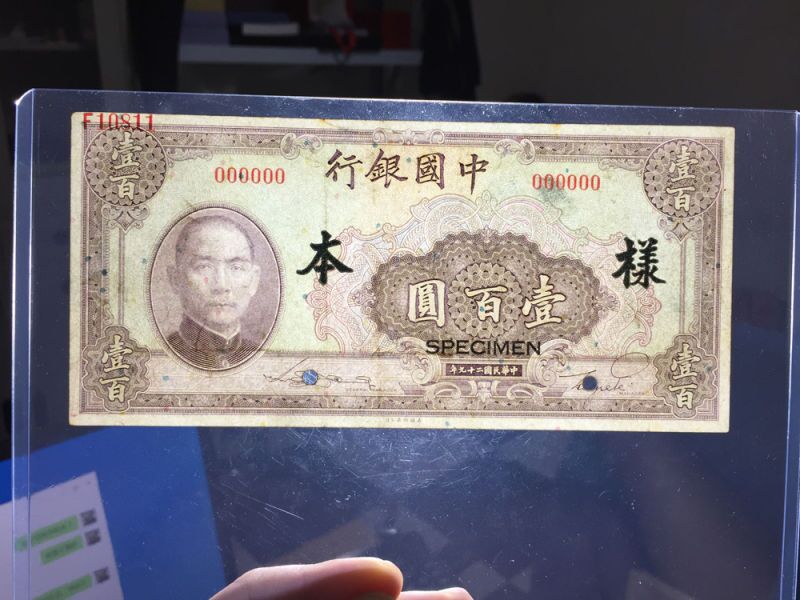 F10811
行銀國中
000000
000000
壹百
壹百
本
樣
圓百壹
SPECIMEN
年九十二國民華中
壹百
壹百